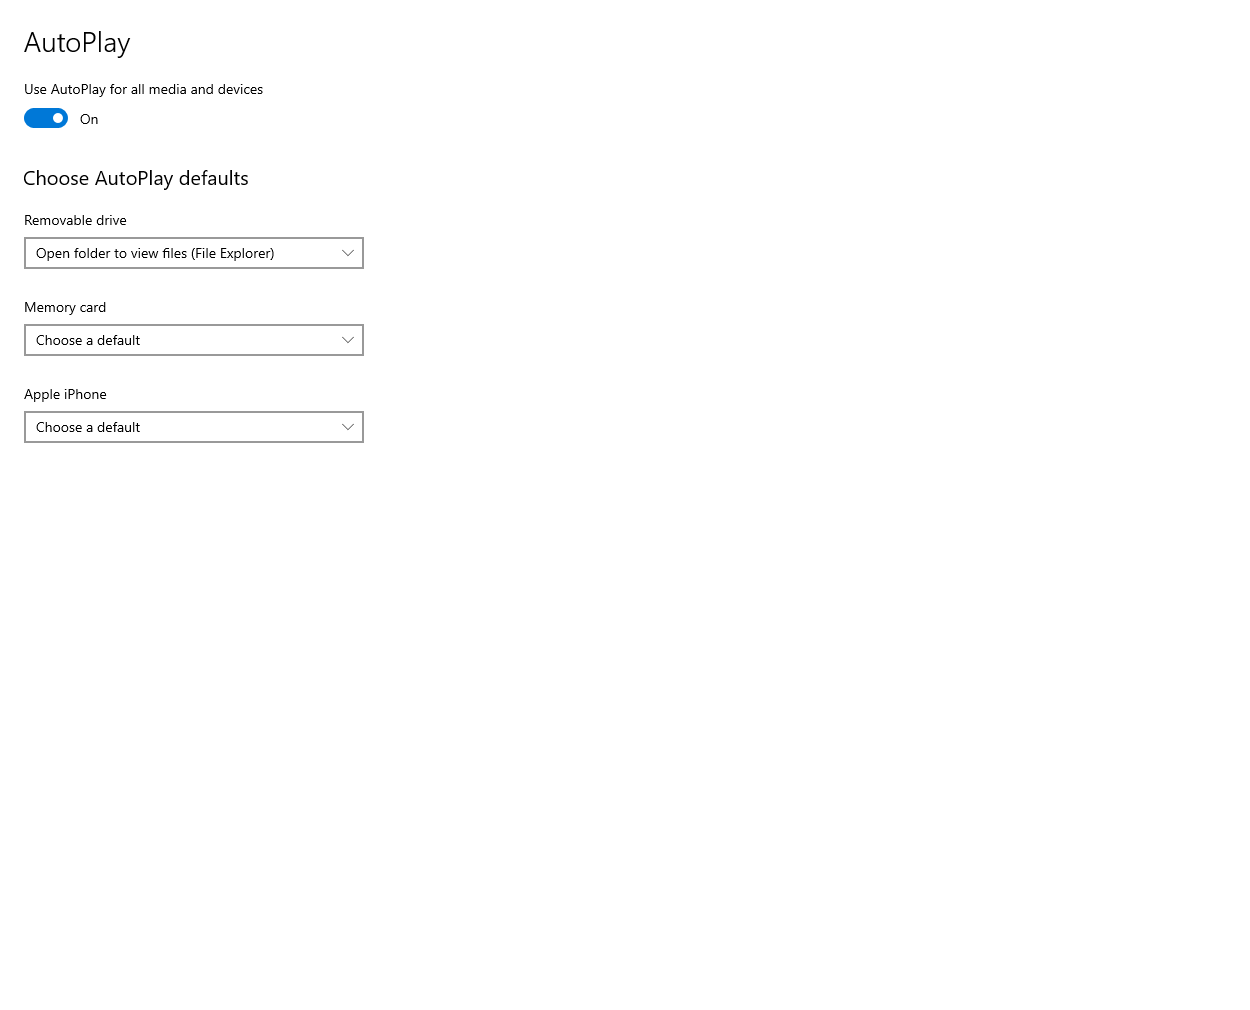 AutoPlay
Use AutoPlay for all media and devices
On
Choose AutoPlay defaults
Removable drive
Open folder to view files (File Explorer)
Memory card
Choose a default
Apple iPhone
Choose a default